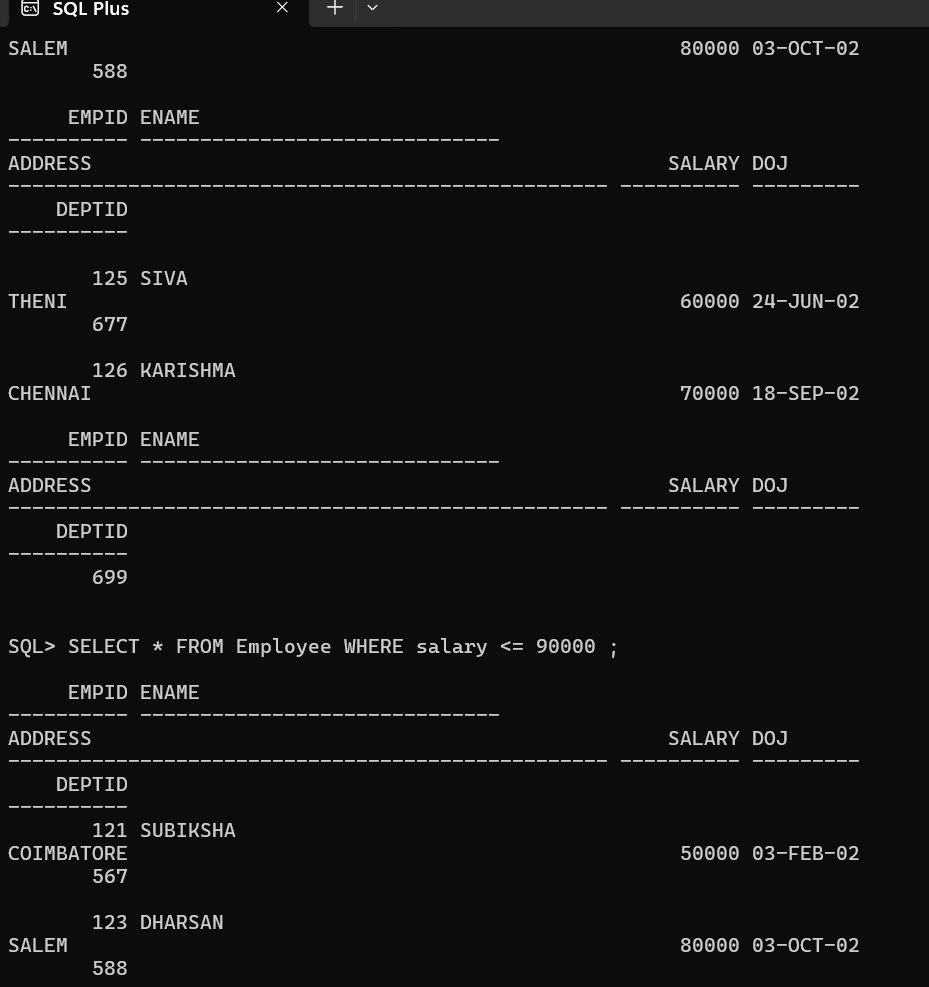 SQL Plus
SALEM 80000 03-OCT-02
588
EMPID ENAME
---------- ------------------------------
ADDRESS SALARY DOJ
-------------------------------------------------- ---------- ---------
DEPTID
----------
125 SIVA
THENI 60000 24-JUN-02
677
126 KARISHMA
CHENNAI 70000 18-SEP-02
EMPID ENAME
---------- ------------------------------
ADDRESS SALARY DOJ
-------------------------------------------------- ---------- ---------
DEPTID
----------
699
SQL> SELECT * FROM Employee WHERE salary <= 90000 ;
EMPID ENAME
---------- ------------------------------
ADDRESS SALARY DOJ
-------------------------------------------------- ---------- ---------
DEPTID
----------
121 SUBIKSHA
COIMBATORE 50000 03-FEB-02
567
123 DHARSAN
SALEM 80000 03-OCT-02
588